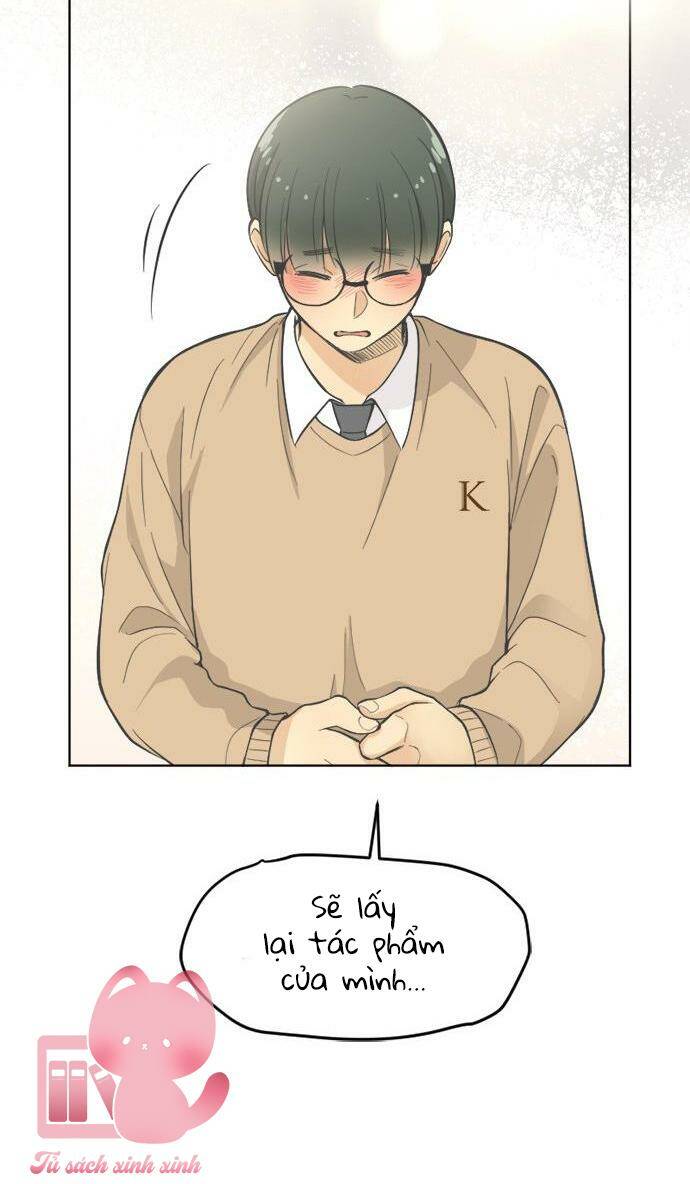 K
Sẽ lấy
lại tác phẩm
của mình...
Tủ sách xinh xinh